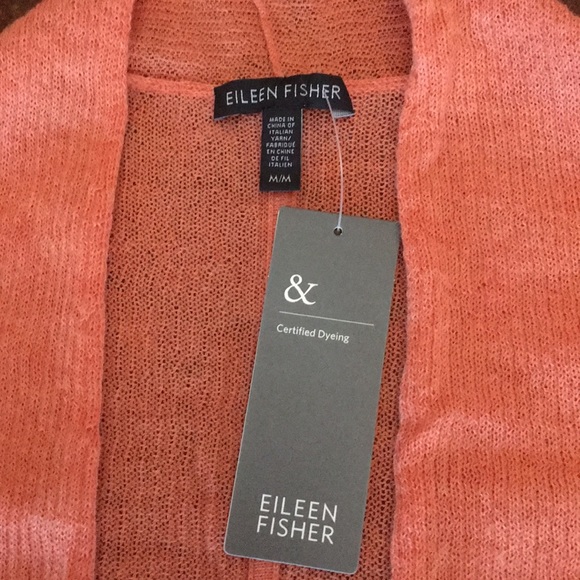 EILEEN FISHER
MADE IN
CHINA OF
ITALIAN
YARN/
FABRIQUÉ
EN CHINE
DE FIL
ITALIEN
M/M
&
Certified Dyeing
EILEEN
FISHER